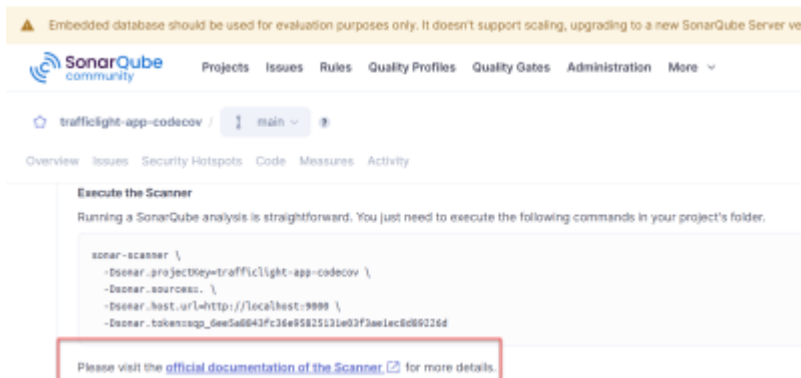 Embedded database should be used for evaluation purposes only. It doesn't support scaling, upgrading to a new SonarQube Server ve
SonarQube community Projects Issues Rules Quality Profiles Quality Gates Administration More
trafficlight-app-codecov / main ?
Overview Issues Security Hotspots Code Measures Activity
Execute the Scanner
Running a SonarQube analysis is straightforward. You just need to execute the following commands in your project's folder.
sonar-scanner \
-Dsonar.projectKey=trafficlight-app-codecov \
-Dsonar.sources=. \
-Dsonar.host.url=http://localhost:9000 \
Please visit the official documentation of the Scanner for more details.